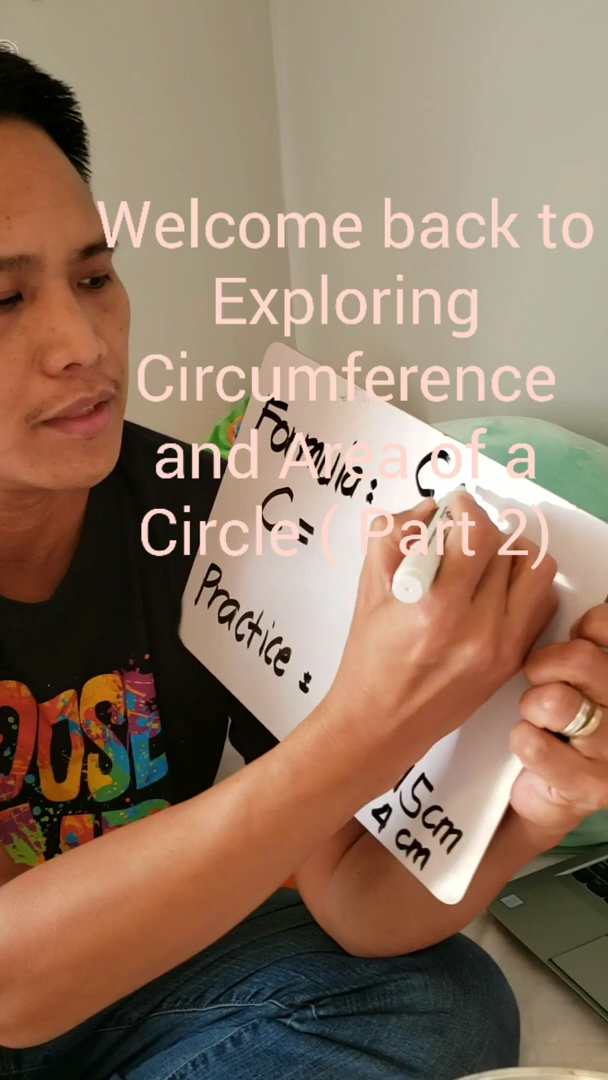 Welcome back to
Exploring
Circumference
and Area of a
Circle ( Part 2)
Formula: C
C=
Practice :
15cm
4 cm